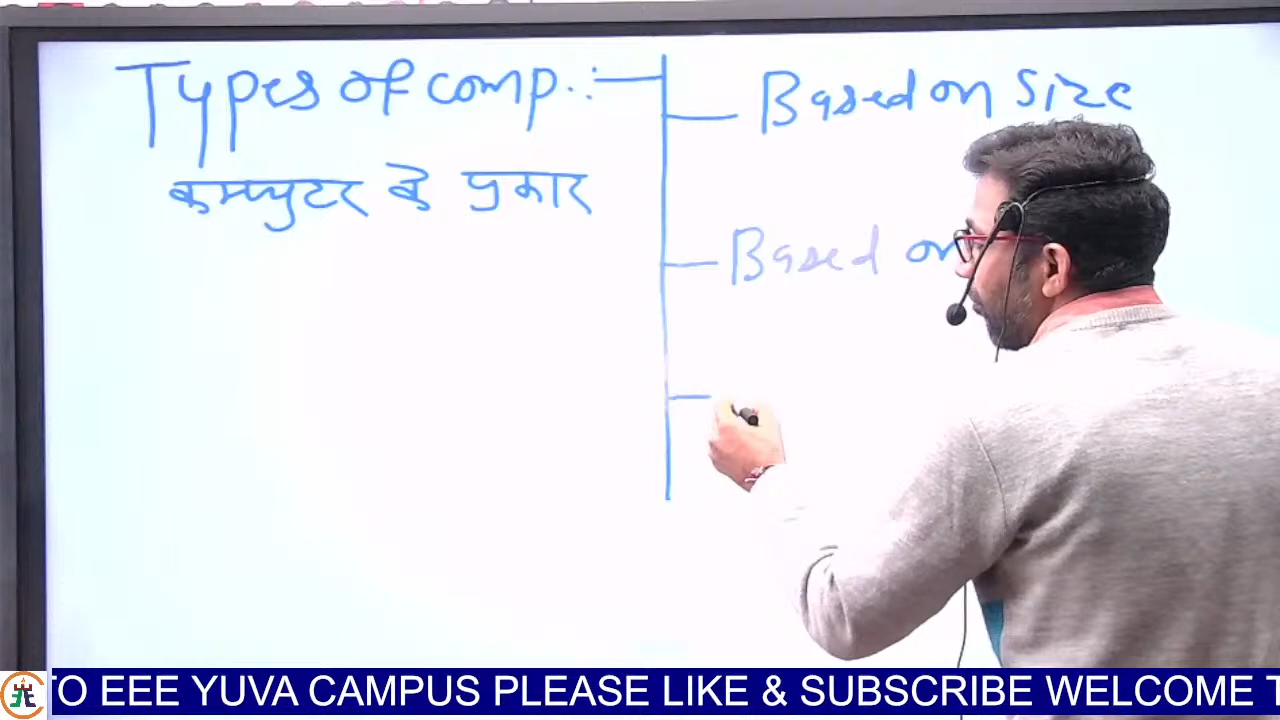 Types of comp.:
कम्प्युटर के प्रकार
Based on Size
Based on
TO EEE YUVA CAMPUS PLEASE LIKE & SUBSCRIBE WELCOME T